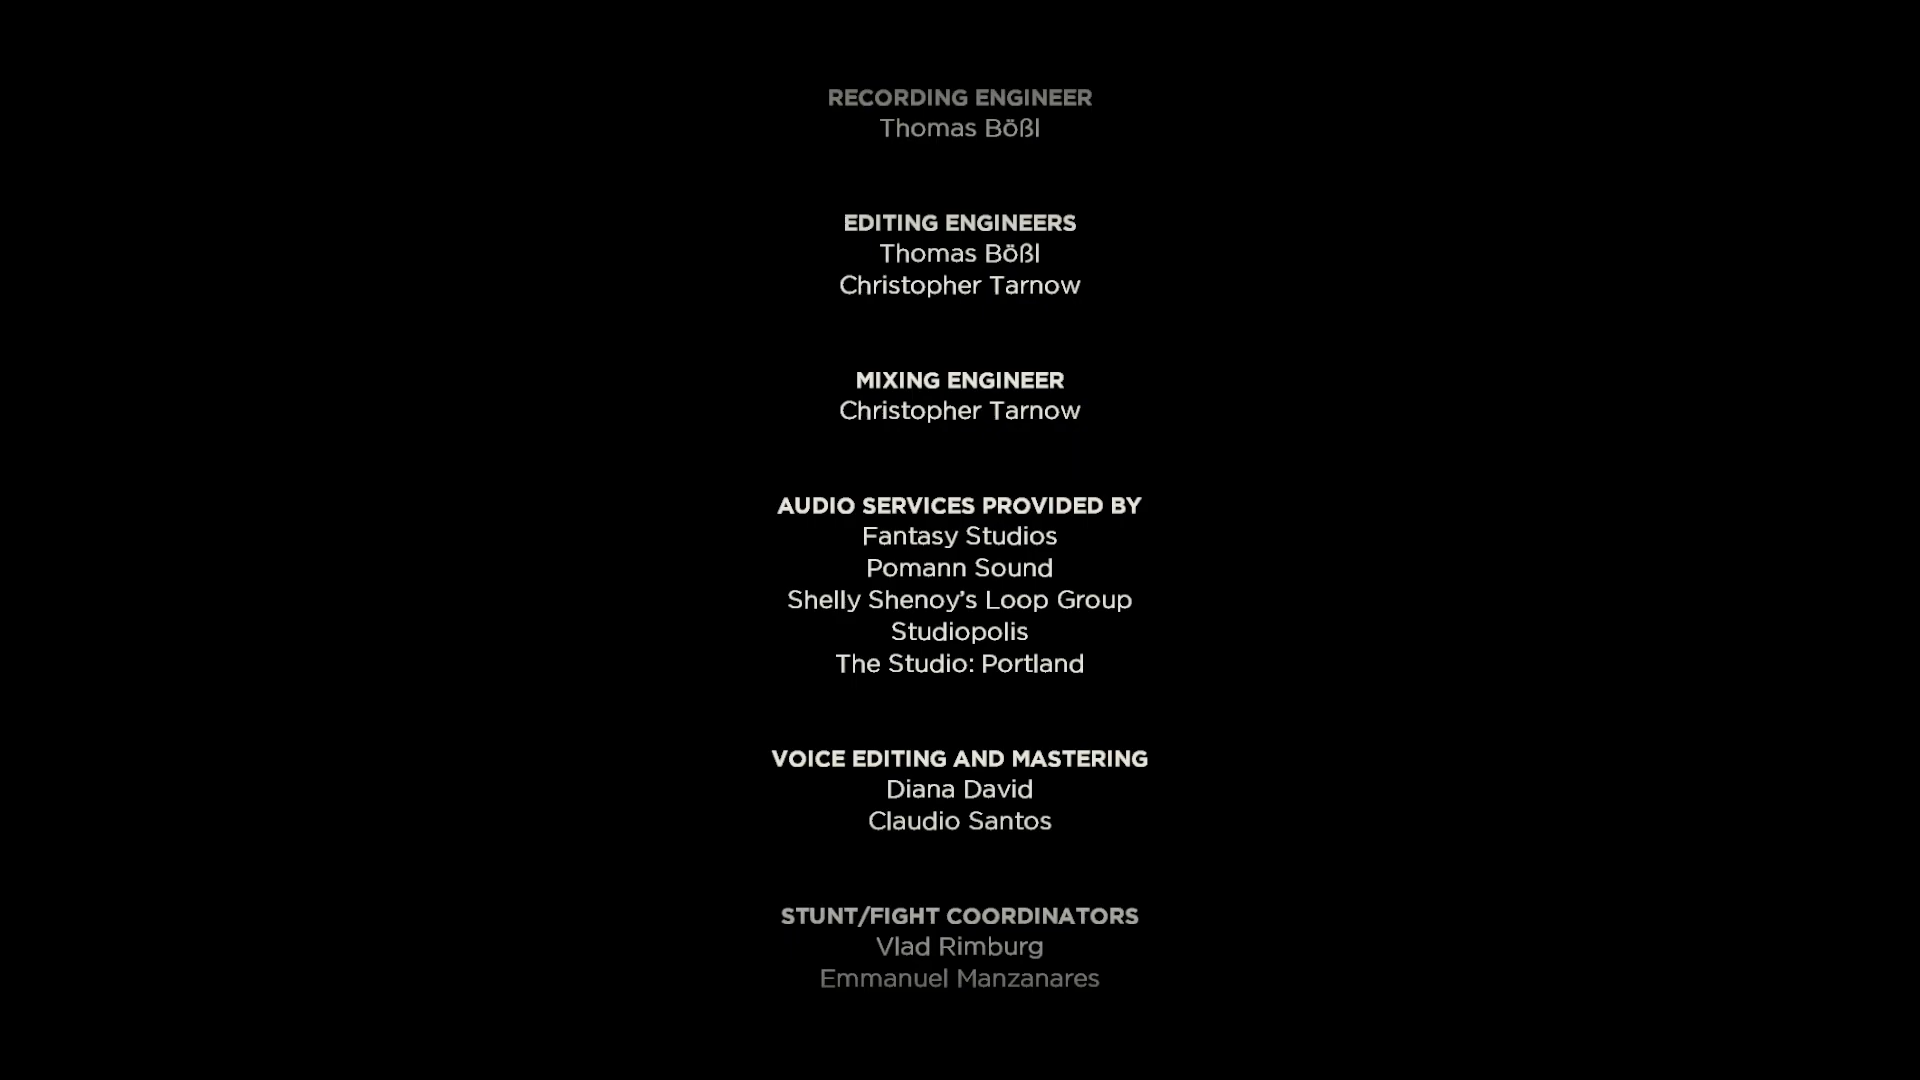 RECORDING ENGINEER
Thomas Bößl
EDITING ENGINEERS
Thomas Bößl
Christopher Tarnow
MIXING ENGINEER
Christopher Tarnow
AUDIO SERVICES PROVIDED BY
Fantasy Studios
Pomann Sound
Shelly Shenoy’s Loop Group
Studiopolis
The Studio: Portland
VOICE EDITING AND MASTERING
Diana David
Claudio Santos
STUNT/FIGHT COORDINATORS
Vlad Rimburg
Emmanuel Manzanares